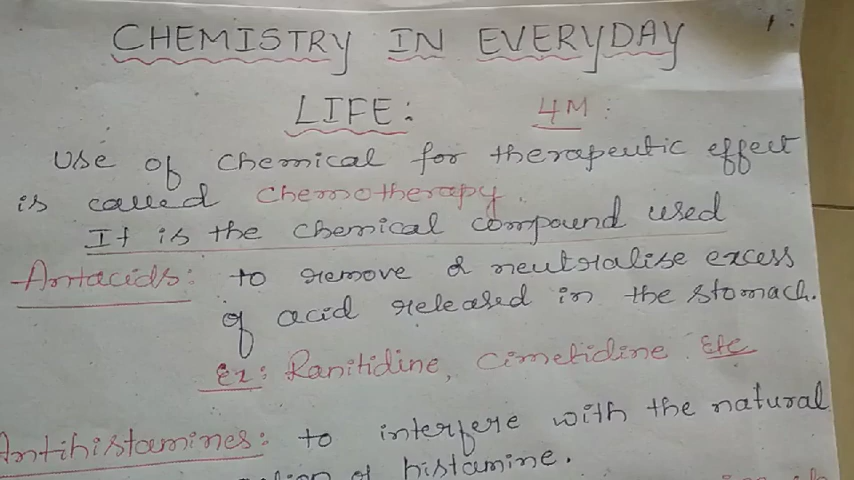 CHEMISTRY IN EVERYDAY
LIFE: 4M:
Use of chemical for therapeutic effect
is called Chemotherapy.
It is the chemical compound used
Antacids: to remove & neutralise excess
of acid released in the stomach.
Ex: Ranitidine, Cimetidine Etc
Antihistamines: to interfere with the natural
of histamine.